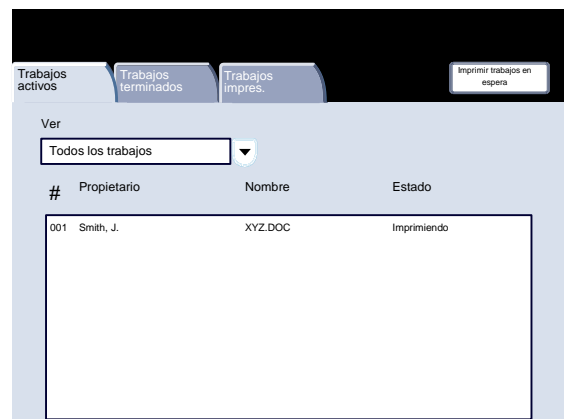 Trabajos
activos
Trabajos
terminados
Trabajos
impres.
Imprimir trabajos en
espera
Ver
Todos los trabajos
# Propietario Nombre Estado
001 Smith, J. XYZ.DOC Imprimiendo